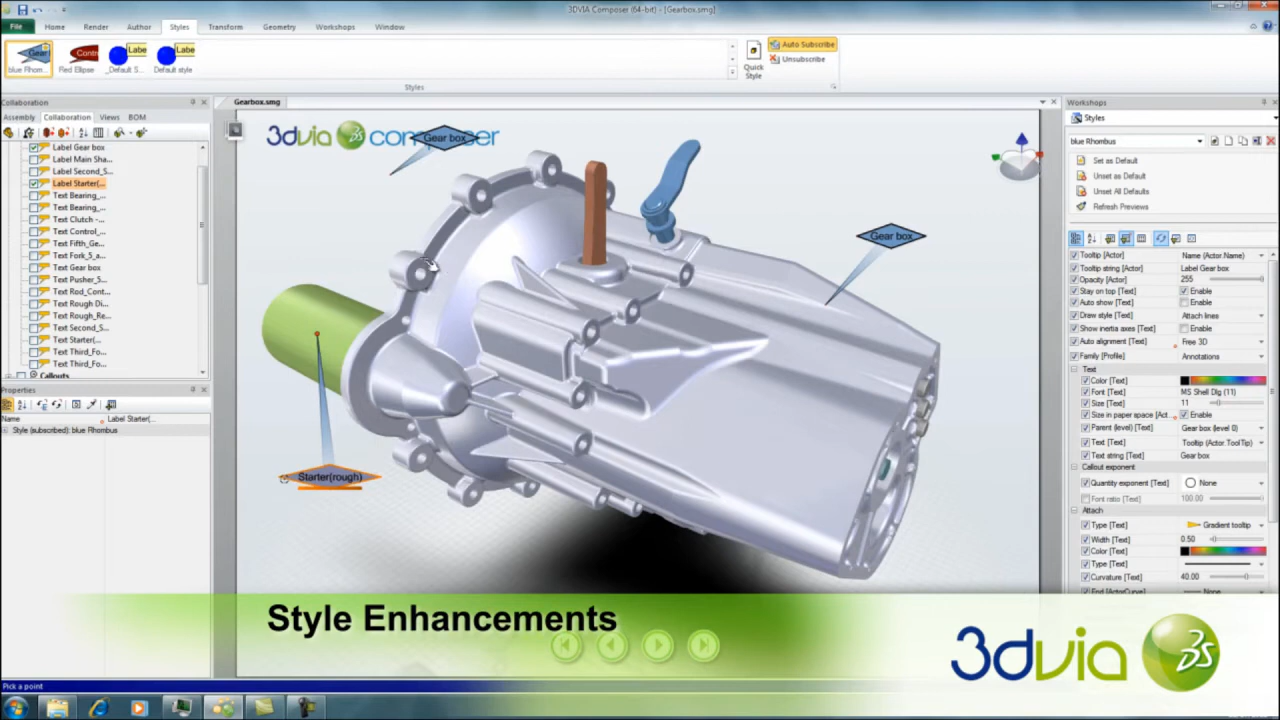 3DVIA Composer (64-bit) - [Gearbox.smg]
File Home Render Author Styles Transform Geometry Workshops Window
Gear
blue Rhom...
Contr
Red Ellipse
Labe
_Default S...
Labe
Default style
Quick Style
Auto Subscribe
Unsubscribe
Styles
Collaboration
Assembly Collaboration Views BOM
Label Gear box
Label Main Sha...
Label Second_S...
Label Starter(...
Text Bearing_...
Text Bearing_...
Text Clutch -...
Text Control_...
Text Fifth_Ge...
Text Fork_5_a...
Text Gear box
Text Pusher_5...
Text Rod_Cont...
Text Rough Di...
Text Rough_Re...
Text Second_S...
Text Starter(...
Text Third_Fo...
Text Third_Fo...
Callouts
Properties
Name Label Starter(...
Style (subscribed): blue Rhombus
Gearbox.smg
3dvia composer
Gear box
Gear box
Starter(rough)
Workshops
Styles
blue Rhombus
Set as Default
Unset as Default
Unset All Defaults
Refresh Previews
Tooltip [Actor] Name (Actor.Name)
Tooltip string [Actor] Label Gear box
Opacity [Actor] 255
Stay on top [Text] Enable
Auto show [Text] Enable
Draw style [Text] Attach lines
Show inertia axes [Text] Enable
Auto alignment [Text] Free 3D
Family [Profile] Annotations
Text
Color [Text]
Font [Text] MS Shell Dlg (11)
Size [Text] 11
Size in paper space [Act... Enable
Parent (level) [Text] Gear box (level 0)
Text [Text] Tooltip (Actor.ToolTip)
Text string [Text] Gear box
Callout exponent
Quantity exponent [Text] None
Font ratio [Text] 100.00
Attach
Type [Text] Gradient tooltip
Width [Text] 0.50
Color [Text]
Type [Text]
Curvature [Text] 40.00
End [ActorCurve] None
Style Enhancements
3dvia
Pick a point